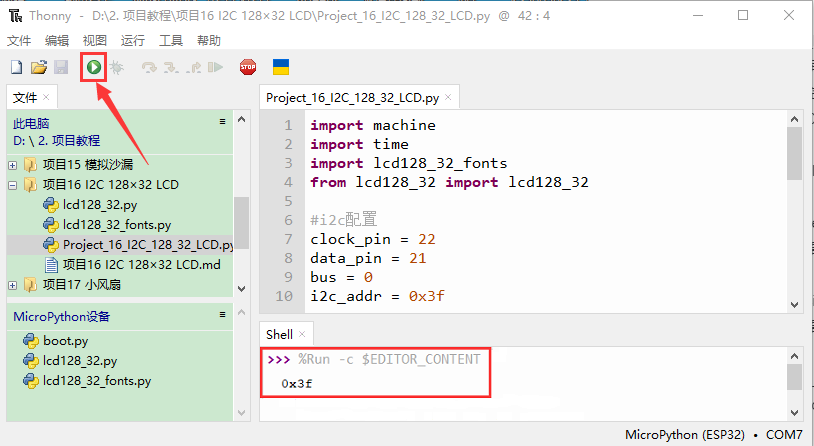 Thonny - D:\2. 项目教程\项目16 I2C 128×32 LCD\Project_16_I2C_128_32_LCD.py @ 42 : 4
文件 编辑 视图 运行 工具 帮助
STOP
文件 ×
此电脑
D: \ 2. 项目教程
项目15 模拟沙漏
项目16 I2C 128×32 LCD
lcd128_32.py
lcd128_32_fonts.py
Project_16_I2C_128_32_LCD.py
项目16 I2C 128×32 LCD.md
项目17 小风扇
MicroPython设备
boot.py
lcd128_32.py
lcd128_32_fonts.py
Project_16_I2C_128_32_LCD.py ×
1 import machine
2 import time
3 import lcd128_32_fonts
4 from lcd128_32 import lcd128_32
5
6 #i2c配置
7 clock_pin = 22
8 data_pin = 21
9 bus = 0
10 i2c_addr = 0x3f
Shell ×
>>> %Run -c $EDITOR_CONTENT
0x3f
MicroPython (ESP32) • COM7